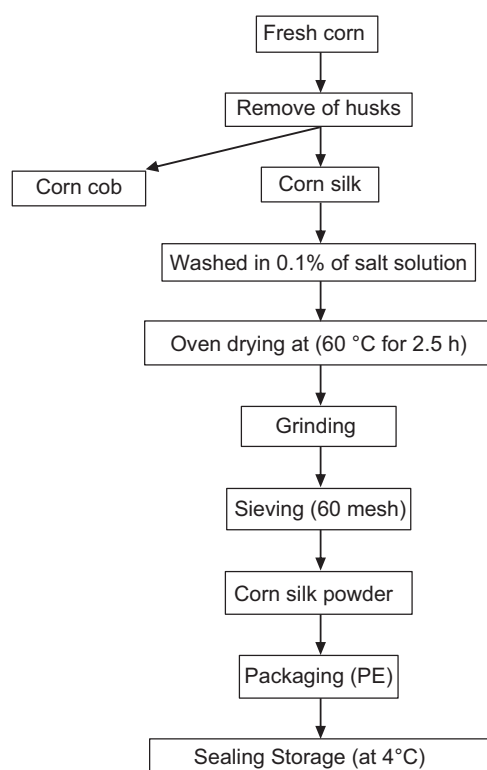 Fresh corn
Remove of husks
Corn cob
Corn silk
Washed in 0.1% of salt solution
Oven drying at (60 °C for 2.5 h)
Grinding
Sieving (60 mesh)
Corn silk powder
Packaging (PE)
Sealing Storage (at 4°C)